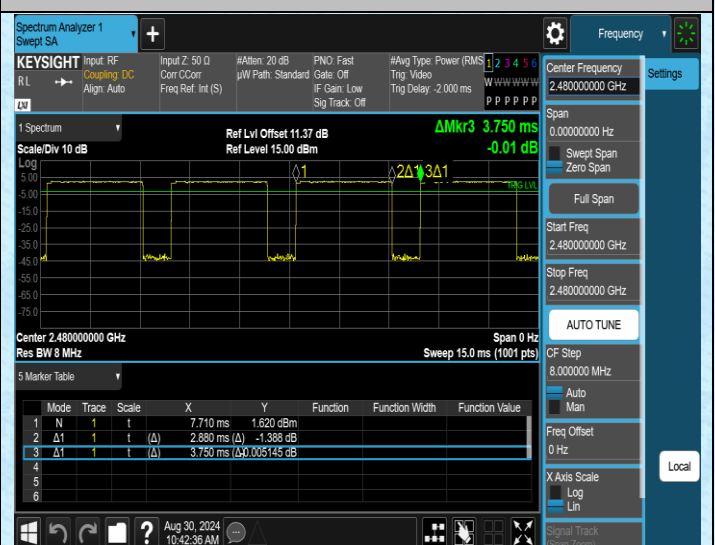 Spectrum Analyzer 1
Swept SA
Frequency
KEYSIGHT
RL
LXI
Input: RF
Coupling: DC
Align: Auto
Input Z: 50 Ω
Corr CCorr
Freq Ref: Int (S)
#Atten: 20 dB
µW Path: Standard
PNO: Fast
Gate: Off
IF Gain: Low
Sig Track: Off
#Avg Type: Power (RMS
Trig: Video
Trig Delay: -2.000 ms
1 2 3 4 5 6
W W W W W W
P P P P P P
1 Spectrum
Scale/Div 10 dB
Ref Lvl Offset 11.37 dB
Ref Level 15.00 dBm
ΔMkr3 3.750 ms
-0.01 dB
Log
5.00
-5.00
-15.0
-25.0
-35.0
-45.0
-55.0
-65.0
-75.0
1
2Δ1
3Δ1
TRIG LVL
Center 2.480000000 GHz
Res BW 8 MHz
Span 0 Hz
Sweep 15.0 ms (1001 pts)
5 Marker Table
Mode Trace Scale X Y Function Function Width Function Value
1 N 1 t 7.710 ms 1.620 dBm
2 Δ1 1 t (Δ) 2.880 ms (Δ) -1.388 dB
3 Δ1 1 t (Δ) 3.750 ms (Δ) -0.005145 dB
4
5
6
Aug 30, 2024
10:42:36 AM
Center Frequency
2.480000000 GHz
Span
0.00000000 Hz
Swept Span
Zero Span
Full Span
Start Freq
2.480000000 GHz
Stop Freq
2.480000000 GHz
AUTO TUNE
CF Step
8.000000 MHz
Auto
Man
Freq Offset
0 Hz
X Axis Scale
Log
Lin
Signal Track
(Span Zoom)
Settings
Local